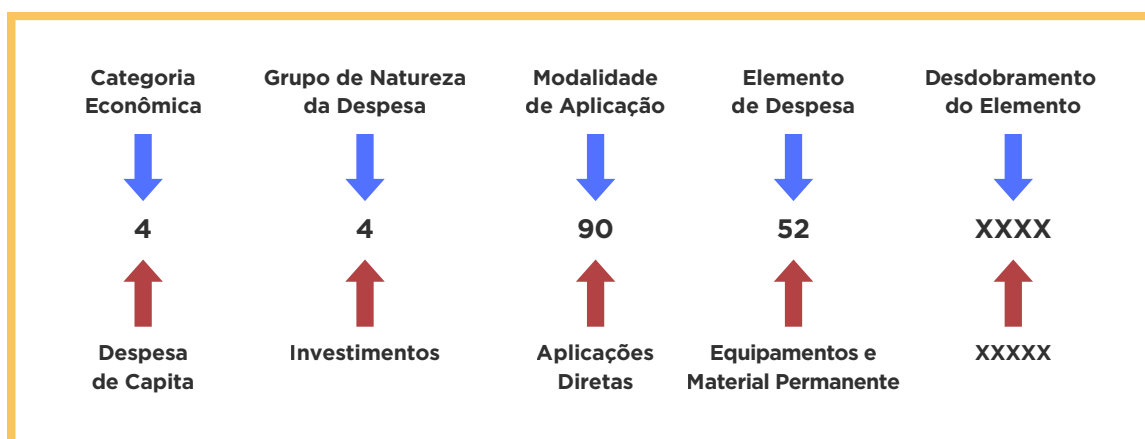 Categoria
Econômica
Grupo de Natureza
da Despesa
Modalidade
de Aplicação
Elemento
de Despesa
Desdobramento
do Elemento
4
4
90
52
XXXX
Despesa
de Capita
Investimentos
Aplicações
Diretas
Equipamentos e
Material Permanente
XXXXX